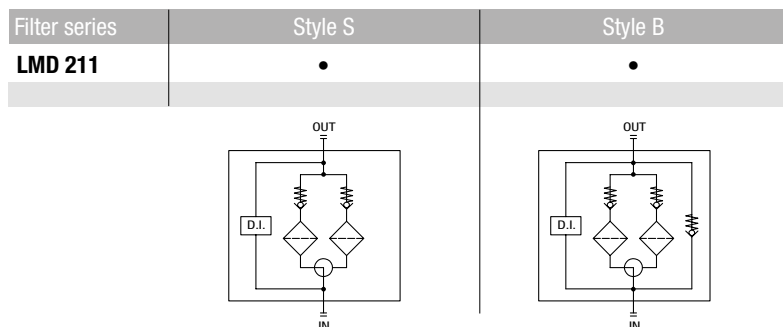 Filter series Style S Style B
LMD 211 • •
OUT OUT
D.I. D.I.
IN IN